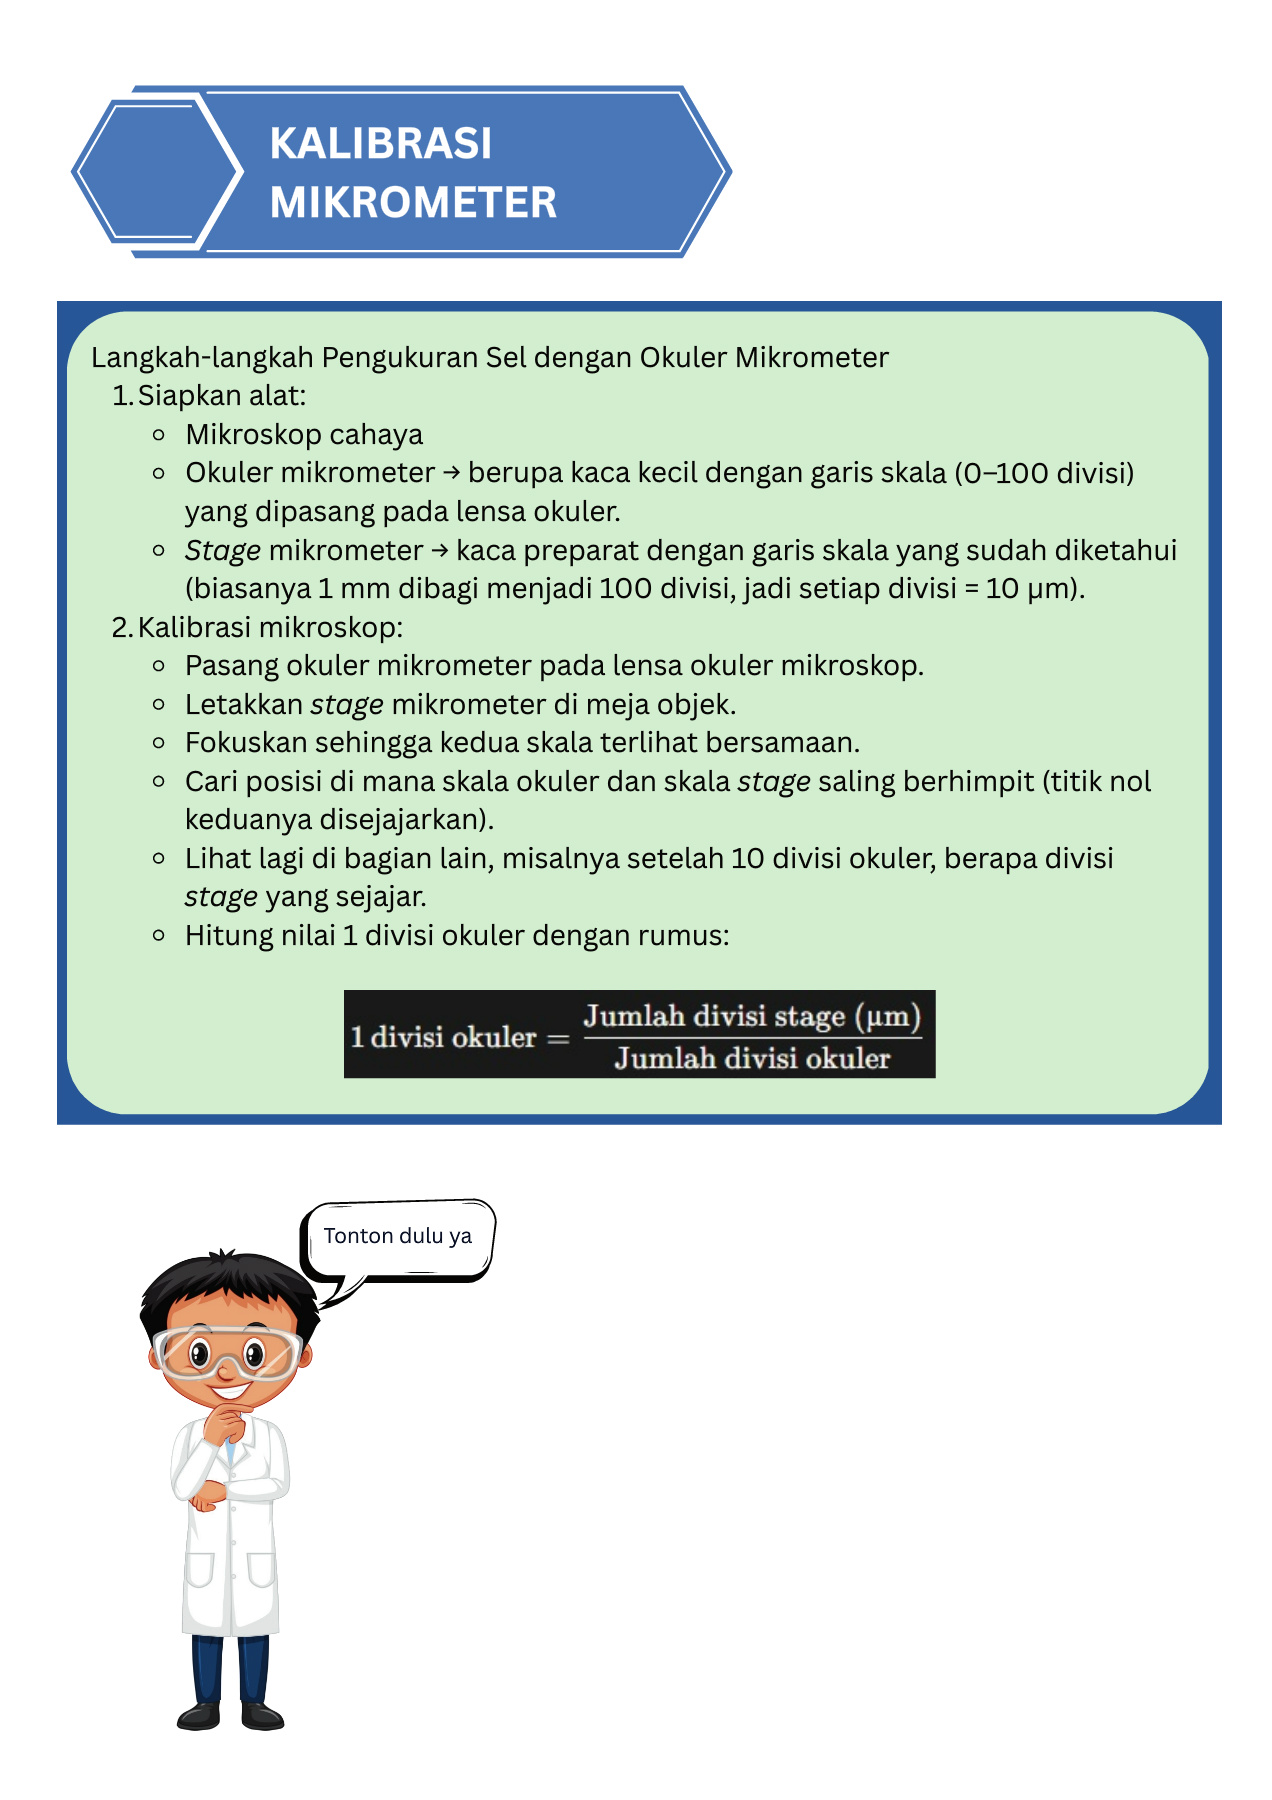 KALIBRASI
MIKROMETER
Langkah-langkah Pengukuran Sel dengan Okuler Mikrometer
1. Siapkan alat:
◦ Mikroskop cahaya
◦ Okuler mikrometer → berupa kaca kecil dengan garis skala (0–100 divisi)
yang dipasang pada lensa okuler.
◦ Stage mikrometer → kaca preparat dengan garis skala yang sudah diketahui
(biasanya 1 mm dibagi menjadi 100 divisi, jadi setiap divisi = 10 μm).
2. Kalibrasi mikroskop:
◦ Pasang okuler mikrometer pada lensa okuler mikroskop.
◦ Letakkan stage mikrometer di meja objek.
◦ Fokuskan sehingga kedua skala terlihat bersamaan.
◦ Cari posisi di mana skala okuler dan skala stage saling berhimpit (titik nol
keduanya disejajarkan).
◦ Lihat lagi di bagian lain, misalnya setelah 10 divisi okuler, berapa divisi
stage yang sejajar.
◦ Hitung nilai 1 divisi okuler dengan rumus:
1 divisi okuler = Jumlah divisi stage (μm) / Jumlah divisi okuler
Tonton dulu ya